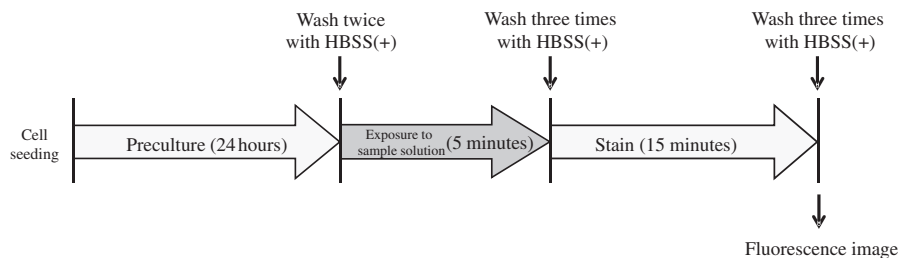 Wash twice
with HBSS(+)
Wash three times
with HBSS(+)
Wash three times
with HBSS(+)
Cell
seeding
Preculture (24 hours)
Exposure to
sample solution (5 minutes)
Stain (15 minutes)
Fluorescence image